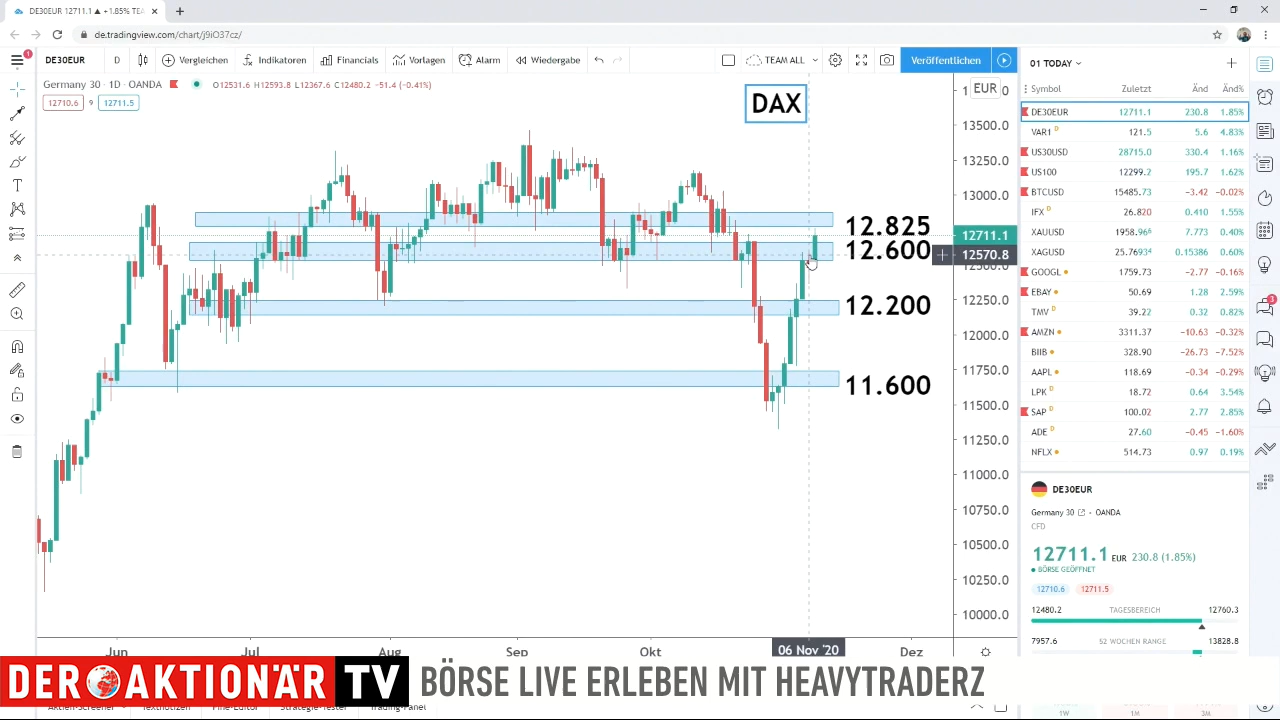 DE30EUR 12711.1 ▲ +1.85% TEA
de.tradingview.com/chart/j9iO37cz/
1
DE30EUR D Vergleichen Indikatoren Financials Vorlagen Alarm Wiedergabe TEAM ALL Veröffentlichen
Germany 30 · 1D · OANDA O12531.6 H12593.8 L12367.6 C12480.2 −51.4 (−0.41%)
12710.6 9 12711.5
DAX
EUR
13500.0
13250.0
13000.0
12.825
12711.1
12.600
12570.8
12250.0
12.200
12000.0
11750.0
11.600
11500.0
11250.0
11000.0
10750.0
10500.0
10250.0
10000.0
Jun Jul Aug Sep Okt 06 Nov '20 Dez
01 TODAY
Symbol Zuletzt Änd Änd%
DE30EUR 12711.1 230.8 1.85%
VAR1 D 121.5 5.6 4.83%
US30USD 28715.0 330.4 1.16%
US100 12299.2 195.7 1.62%
BTCUSD 15485.73 −3.42 −0.02%
IFX D 26.820 0.410 1.55%
XAUUSD 1958.966 7.773 0.40%
XAGUSD 25.7693⁴ 0.15386 0.60%
GOOGL 1759.73 −2.77 −0.16%
EBAY 50.69 1.28 2.59%
TMV D 39.22 0.32 0.82%
AMZN 3311.37 −10.63 −0.32%
BIIB 328.90 −26.73 −7.52%
AAPL 118.69 −0.34 −0.29%
LPK D 18.72 0.64 3.54%
SAP D 100.02 2.77 2.85%
ADE D 27.60 −0.45 −1.60%
NFLX 514.73 0.97 0.19%
3
DE30EUR
Germany 30 · OANDA
CFD
12711.1 EUR 230.8 (1.85%)
BÖRSE GEÖFFNET
12710.6 12711.5
12480.2 TAGESBEREICH 12760.3
7957.6 52 WOCHEN RANGE 13828.8
DER AKTIONÄR TV BÖRSE LIVE ERLEBEN MIT HEAVYTRADERZ
1W 1M 3M